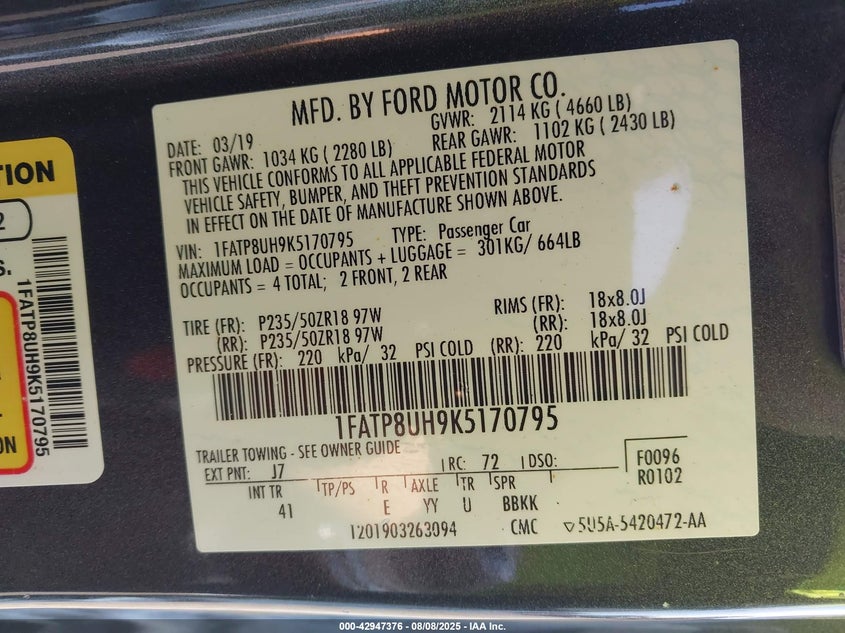 MFD. BY FORD MOTOR CO.
DATE: 03/19 GVWR: 2114 KG ( 4660 LB)
FRONT GAWR: 1034 KG ( 2280 LB) REAR GAWR: 1102 KG ( 2430 LB)
THIS VEHICLE CONFORMS TO ALL APPLICABLE FEDERAL MOTOR
VEHICLE SAFETY, BUMPER, AND THEFT PREVENTION STANDARDS
IN EFFECT ON THE DATE OF MANUFACTURE SHOWN ABOVE.
VIN: 1FATP8UH9K5170795 TYPE: Passenger Car
MAXIMUM LOAD = OCCUPANTS + LUGGAGE = 301KG/ 664LB
OCCUPANTS = 4 TOTAL; 2 FRONT, 2 REAR
TIRE (FR): P235/50ZR18 97W RIMS (FR): 18x8.0J
(RR): P235/50ZR18 97W (RR): 18x8.0J
PRESSURE (FR): 220 kPa/ 32 PSI COLD (RR): 220 kPa/ 32 PSI COLD
1FATP8UH9K5170795
TRAILER TOWING - SEE OWNER GUIDE
EXT PNT: J7 RC: 72 DSO: F0096
R0102
INT TR TP/PS R AXLE TR SPR
41 E YY U BBKK
1201903263094 CMC 5U5A-5420472-AA
TION
2
S.
1FATP8UH9K5170795
ON
000-42947376 - 08/08/2025 - IAA Inc.